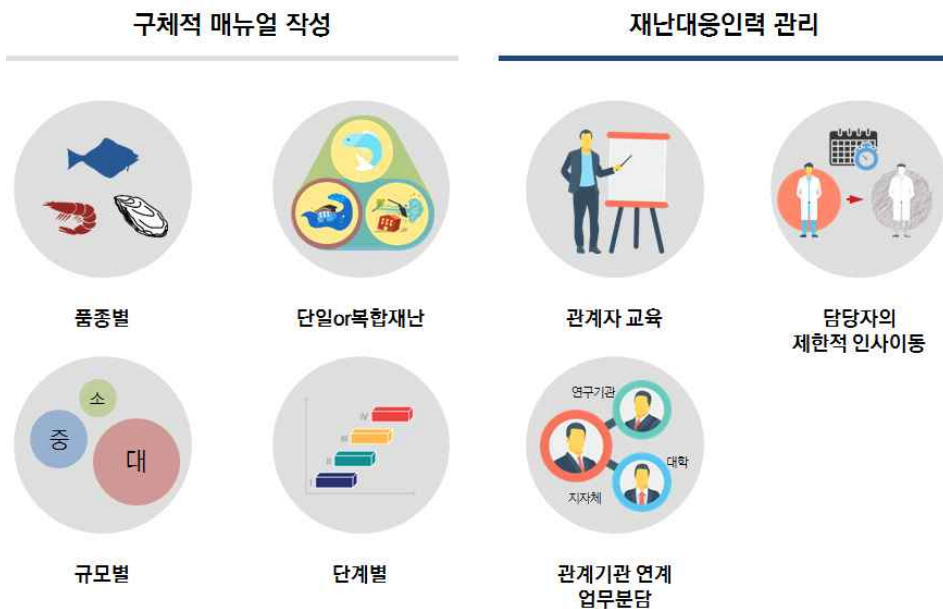 구체적 매뉴얼 작성
재난대응인력 관리
품종별
단일or복합재난
관계자 교육
담당자의
제한적 인사이동
소
중
대
규모별
IV
III
II
I
단계별
연구기관
대학
지자체
관계기관 연계
업무분담